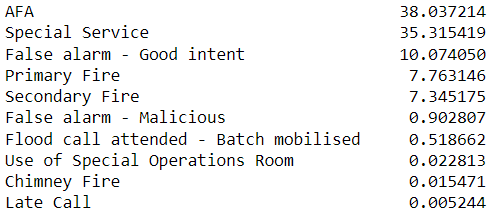 AFA 38.037214
Special Service 35.315419
False alarm - Good intent 10.074050
Primary Fire 7.763146
Secondary Fire 7.345175
False alarm - Malicious 0.902807
Flood call attended - Batch mobilised 0.518662
Use of Special Operations Room 0.022813
Chimney Fire 0.015471
Late Call 0.005244